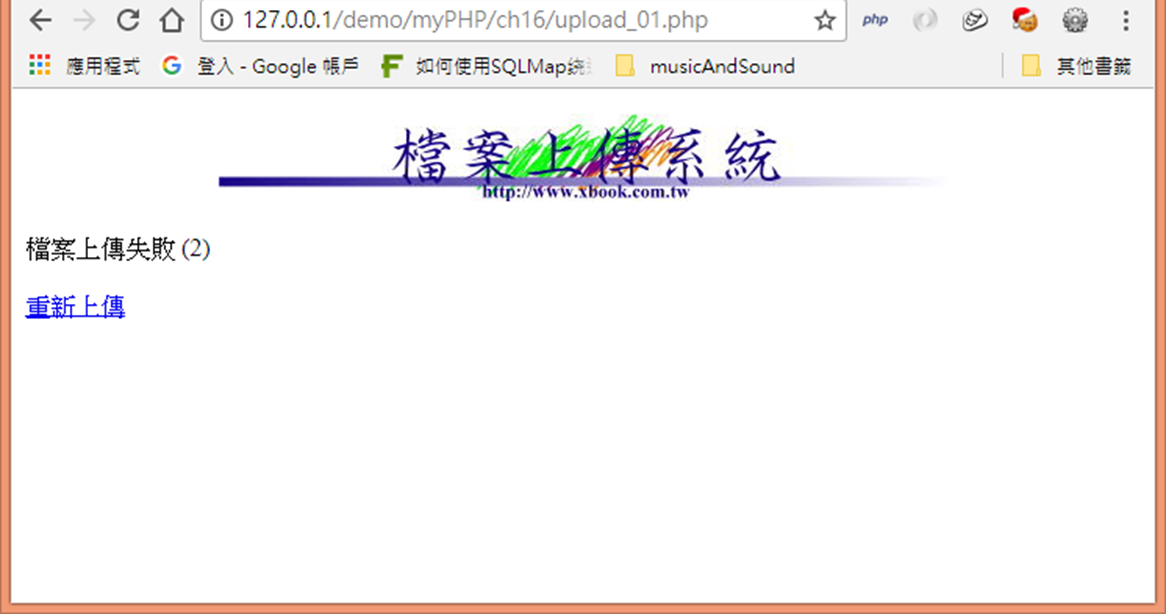 127.0.0.1/demo/myPHP/ch16/upload_01.php
php
應用程式 登入 - Google 帳戶 如何使用SQLMap musicAndSound 其他書籤
檔案上傳系統
http://www.xbook.com.tw
檔案上傳失敗 (2)
重新上傳